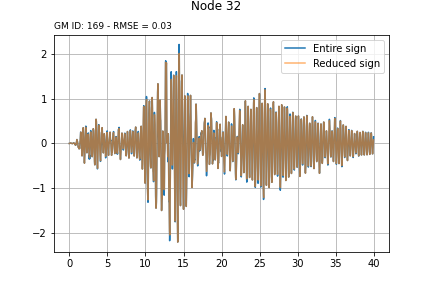 Node 32
GM ID: 169 - RMSE = 0.03
Entire sign
Reduced sign
2
1
0
−1
−2
0 5 10 15 20 25 30 35 40